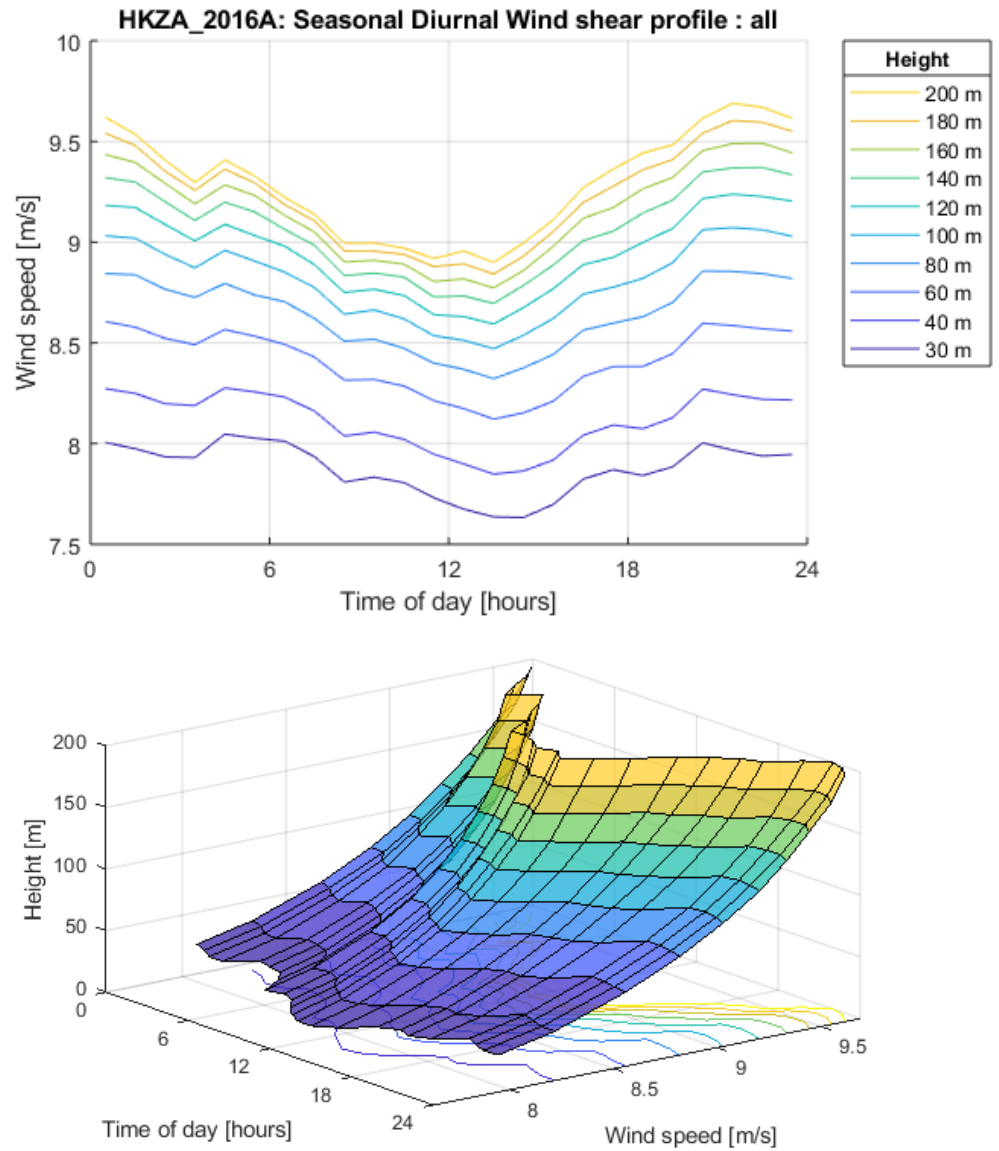 HKZA_2016A: Seasonal Diurnal Wind shear profile : all
10
9.5
9
8.5
8
7.5
Wind speed [m/s]
0
6
12
18
24
Time of day [hours]
Height
200 m
180 m
160 m
140 m
120 m
100 m
80 m
60 m
40 m
30 m
200
150
100
50
0
Height [m]
0
6
12
18
24
Time of day [hours]
8
8.5
9
9.5
Wind speed [m/s]